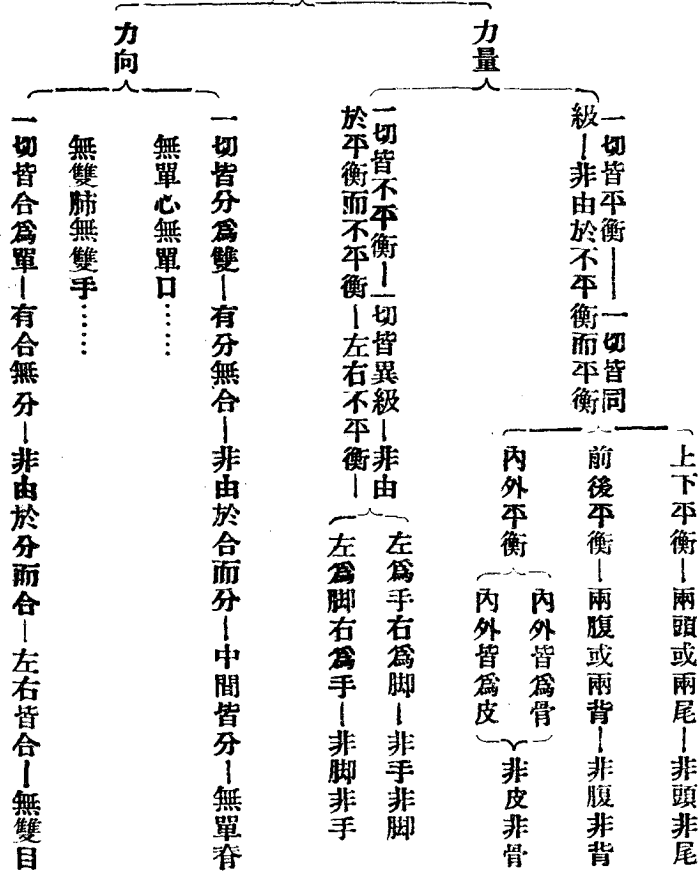 力量
一切皆平衡——一切皆同
級—非由於不平衡而平衡
上下平衡—兩頭或兩尾—非頭非尾
前後平衡—兩腹或兩背—非腹非背
內外平衡
內外皆爲骨
內外皆爲皮
非皮非骨
一切皆不平衡—一切皆異級—非由
於平衡而不平衡—左右不平衡—
左爲手右爲脚—非手非脚
左爲脚右爲手—非脚非手
力向
一切皆分爲雙—有分無合—非由於合而分—中間皆分—無單脊
無單心無單口……
無雙肺無雙手……
一切皆合爲單—有合無分—非由於分而合—左右皆合—無雙目